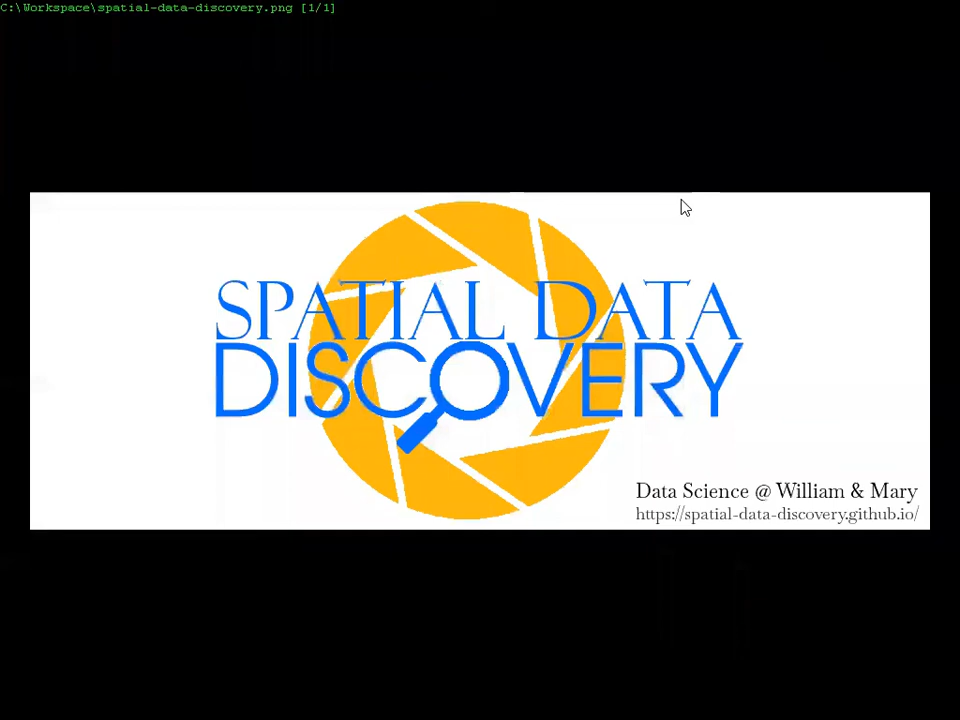 C:\Workspace\spatial-data-discovery.png [1/1]
SPATIAL DATA
DISCOVERY
Data Science @ William & Mary
https://spatial-data-discovery.github.io/